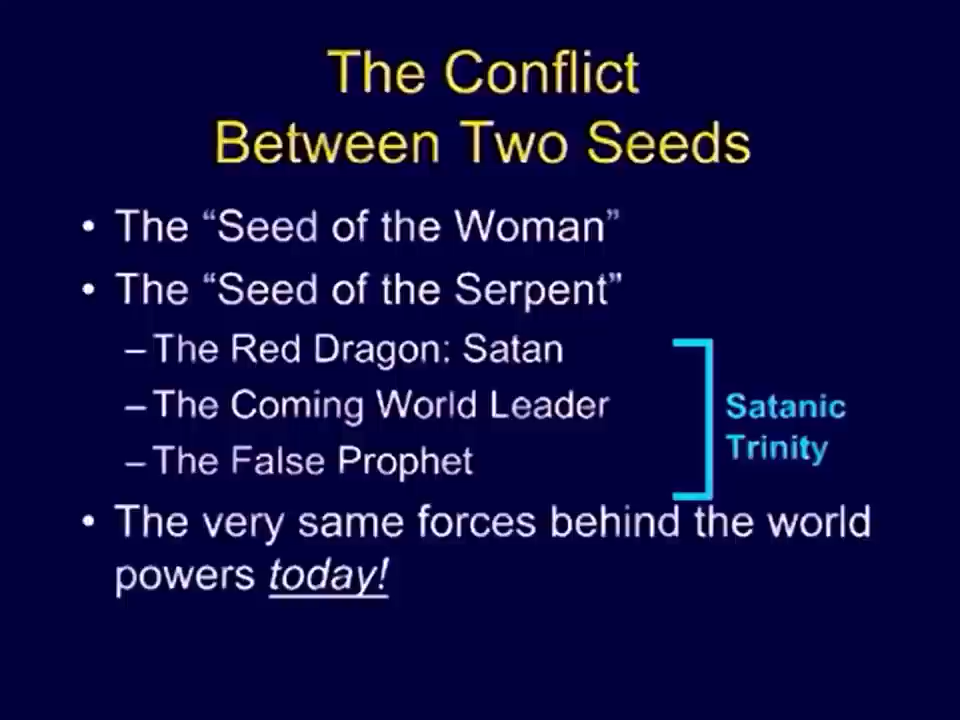 The Conflict
Between Two Seeds
• The “Seed of the Woman”
• The “Seed of the Serpent”
– The Red Dragon: Satan
– The Coming World Leader
– The False Prophet
Satanic
Trinity
• The very same forces behind the world
powers today!